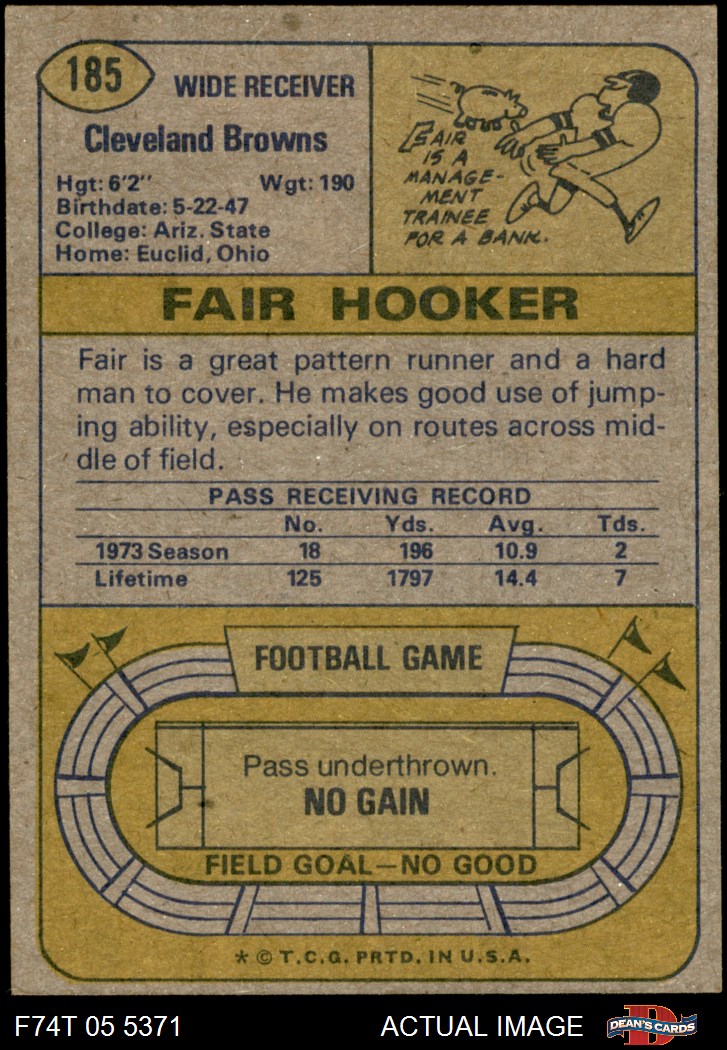 185
WIDE RECEIVER
Cleveland Browns
Hgt: 6'2" Wgt: 190
Birthdate: 5-22-47
College: Ariz. State
Home: Euclid, Ohio
FAIR
IS A
MANAGE-
MENT
TRAINEE
FOR A BANK.
FAIR HOOKER
Fair is a great pattern runner and a hard
man to cover. He makes good use of jump-
ing ability, especially on routes across mid-
dle of field.
PASS RECEIVING RECORD
No. Yds. Avg. Tds.
1973 Season 18 196 10.9 2
Lifetime 125 1797 14.4 7
FOOTBALL GAME
Pass underthrown.
NO GAIN
FIELD GOAL—NO GOOD
* © T.C.G. PRTD. IN U.S.A.
F74T 05 5371 ACTUAL IMAGE D DEAN'S CARDS